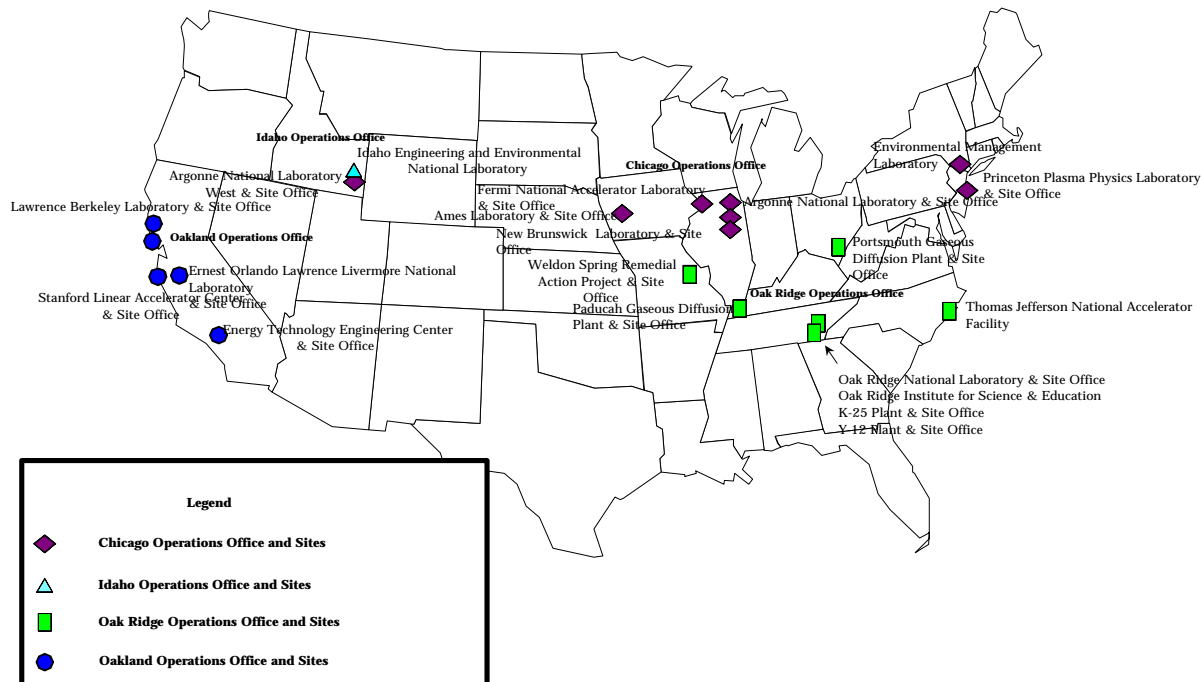 Idaho Operations Office
Idaho Engineering and Environmental
National Laboratory
Argonne National Laboratory
West & Site Office
Lawrence Berkeley Laboratory & Site Office
Oakland Operations Office
Ernest Orlando Lawrence Livermore National
Laboratory
& Site Office
Stanford Linear Accelerator Center
& Site Office
Energy Technology Engineering Center
& Site Office
Chicago Operations Office
Fermi National Accelerator Laboratory
& Site Office
Ames Laboratory & Site Office
Argonne National Laboratory & Site Office
New Brunswick Laboratory & Site
Office
Weldon Spring Remedial
Action Project & Site
Office
Oak Ridge Operations Office
Paducah Gaseous Diffusion
Plant & Site Office
Environmental Management
Laboratory
Princeton Plasma Physics Laboratory
& Site Office
Portsmouth Gaseous
Diffusion Plant & Site
Office
Thomas Jefferson National Accelerator
Facility
Oak Ridge National Laboratory & Site Office
Oak Ridge Institute for Science & Education
K-25 Plant & Site Office
Y-12 Plant & Site Office
Legend
Chicago Operations Office and Sites
Idaho Operations Office and Sites
Oak Ridge Operations Office and Sites
Oakland Operations Office and Sites